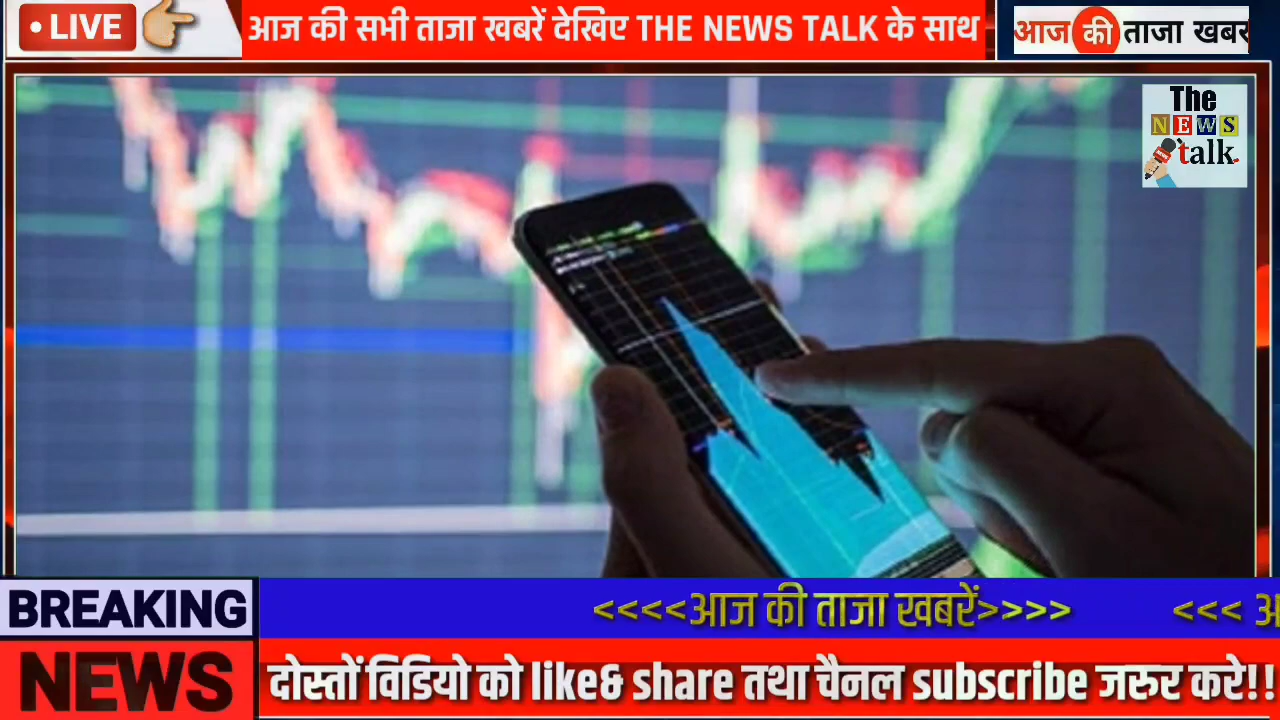 • LIVE
आज की सभी ताजा खबरें देखिए THE NEWS TALK के साथ
आज की ताजा खबर
The
NEWS
talk.
BREAKING
NEWS
<<<<आज की ताजा खबरें>>>>
<<<
दोस्तों विडियो को like& share तथा चैनल subscribe जरुर करे!!